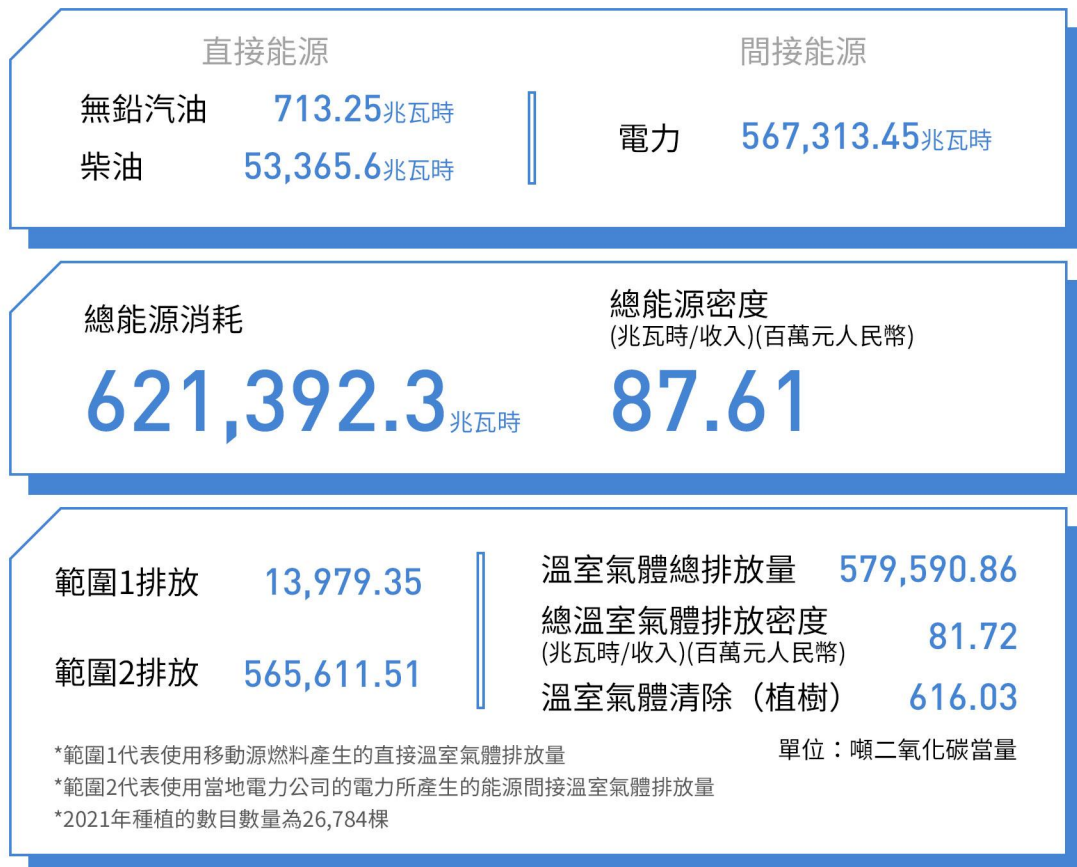 直接能源
無鉛汽油 713.25兆瓦時
柴油 53,365.6兆瓦時
間接能源
電力 567,313.45兆瓦時
總能源消耗
621,392.3兆瓦時
總能源密度
(兆瓦時/收入)(百萬元人民幣)
87.61
範圍1排放 13,979.35
範圍2排放 565,611.51
溫室氣體總排放量 579,590.86
總溫室氣體排放密度
(兆瓦時/收入)(百萬元人民幣) 81.72
溫室氣體清除（植樹） 616.03
單位：噸二氧化碳當量
*範圍1代表使用移動源燃料產生的直接溫室氣體排放量
*範圍2代表使用當地電力公司的電力所產生的能源間接溫室氣體排放量
*2021年種植的數目數量為26,784棵